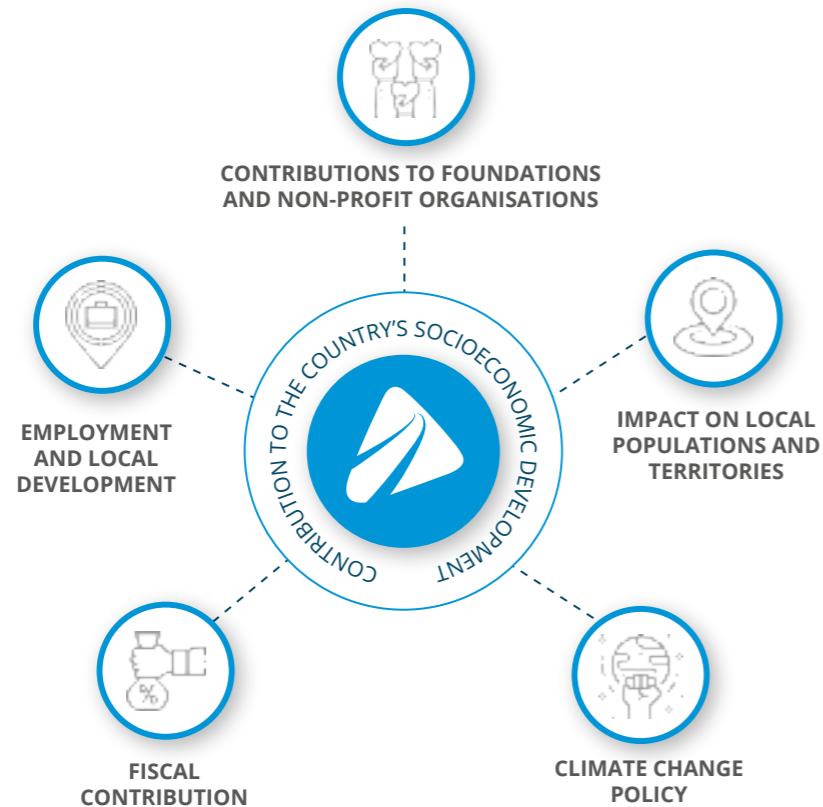 CONTRIBUTIONS TO FOUNDATIONS
AND NON-PROFIT ORGANISATIONS
EMPLOYMENT
AND LOCAL
DEVELOPMENT
CONTRIBUTION TO THE COUNTRY'S SOCIOECONOMIC DEVELOPMENT
IMPACT ON LOCAL
POPULATIONS AND
TERRITORIES
%
FISCAL
CONTRIBUTION
CLIMATE CHANGE
POLICY